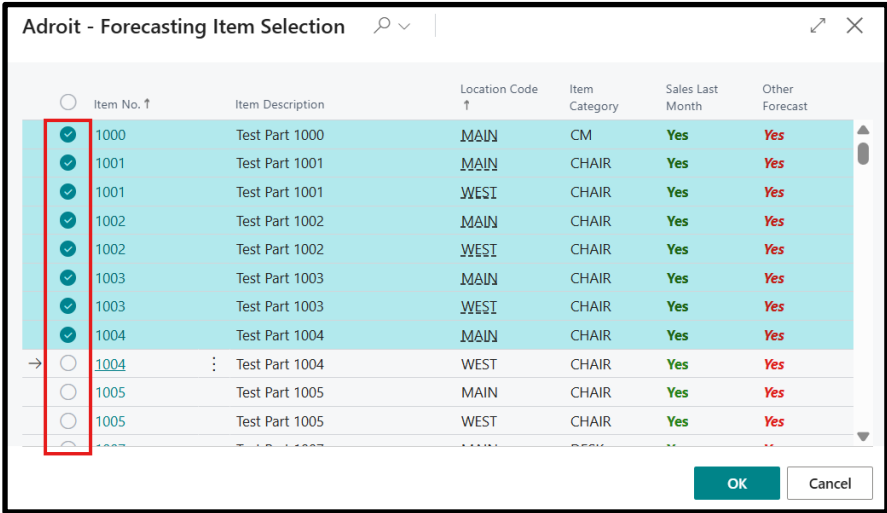 Adroit - Forecasting Item Selection
Item No. ↑ Item Description Location Code ↑ Item Category Sales Last Month Other Forecast
1000 Test Part 1000 MAIN CM Yes Yes
1001 Test Part 1001 MAIN CHAIR Yes Yes
1001 Test Part 1001 WEST CHAIR Yes Yes
1002 Test Part 1002 MAIN CHAIR Yes Yes
1002 Test Part 1002 WEST CHAIR Yes Yes
1003 Test Part 1003 MAIN CHAIR Yes Yes
1003 Test Part 1003 WEST CHAIR Yes Yes
1004 Test Part 1004 MAIN CHAIR Yes Yes
1004 Test Part 1004 WEST CHAIR Yes Yes
1005 Test Part 1005 MAIN CHAIR Yes Yes
1005 Test Part 1005 WEST CHAIR Yes Yes
OK Cancel